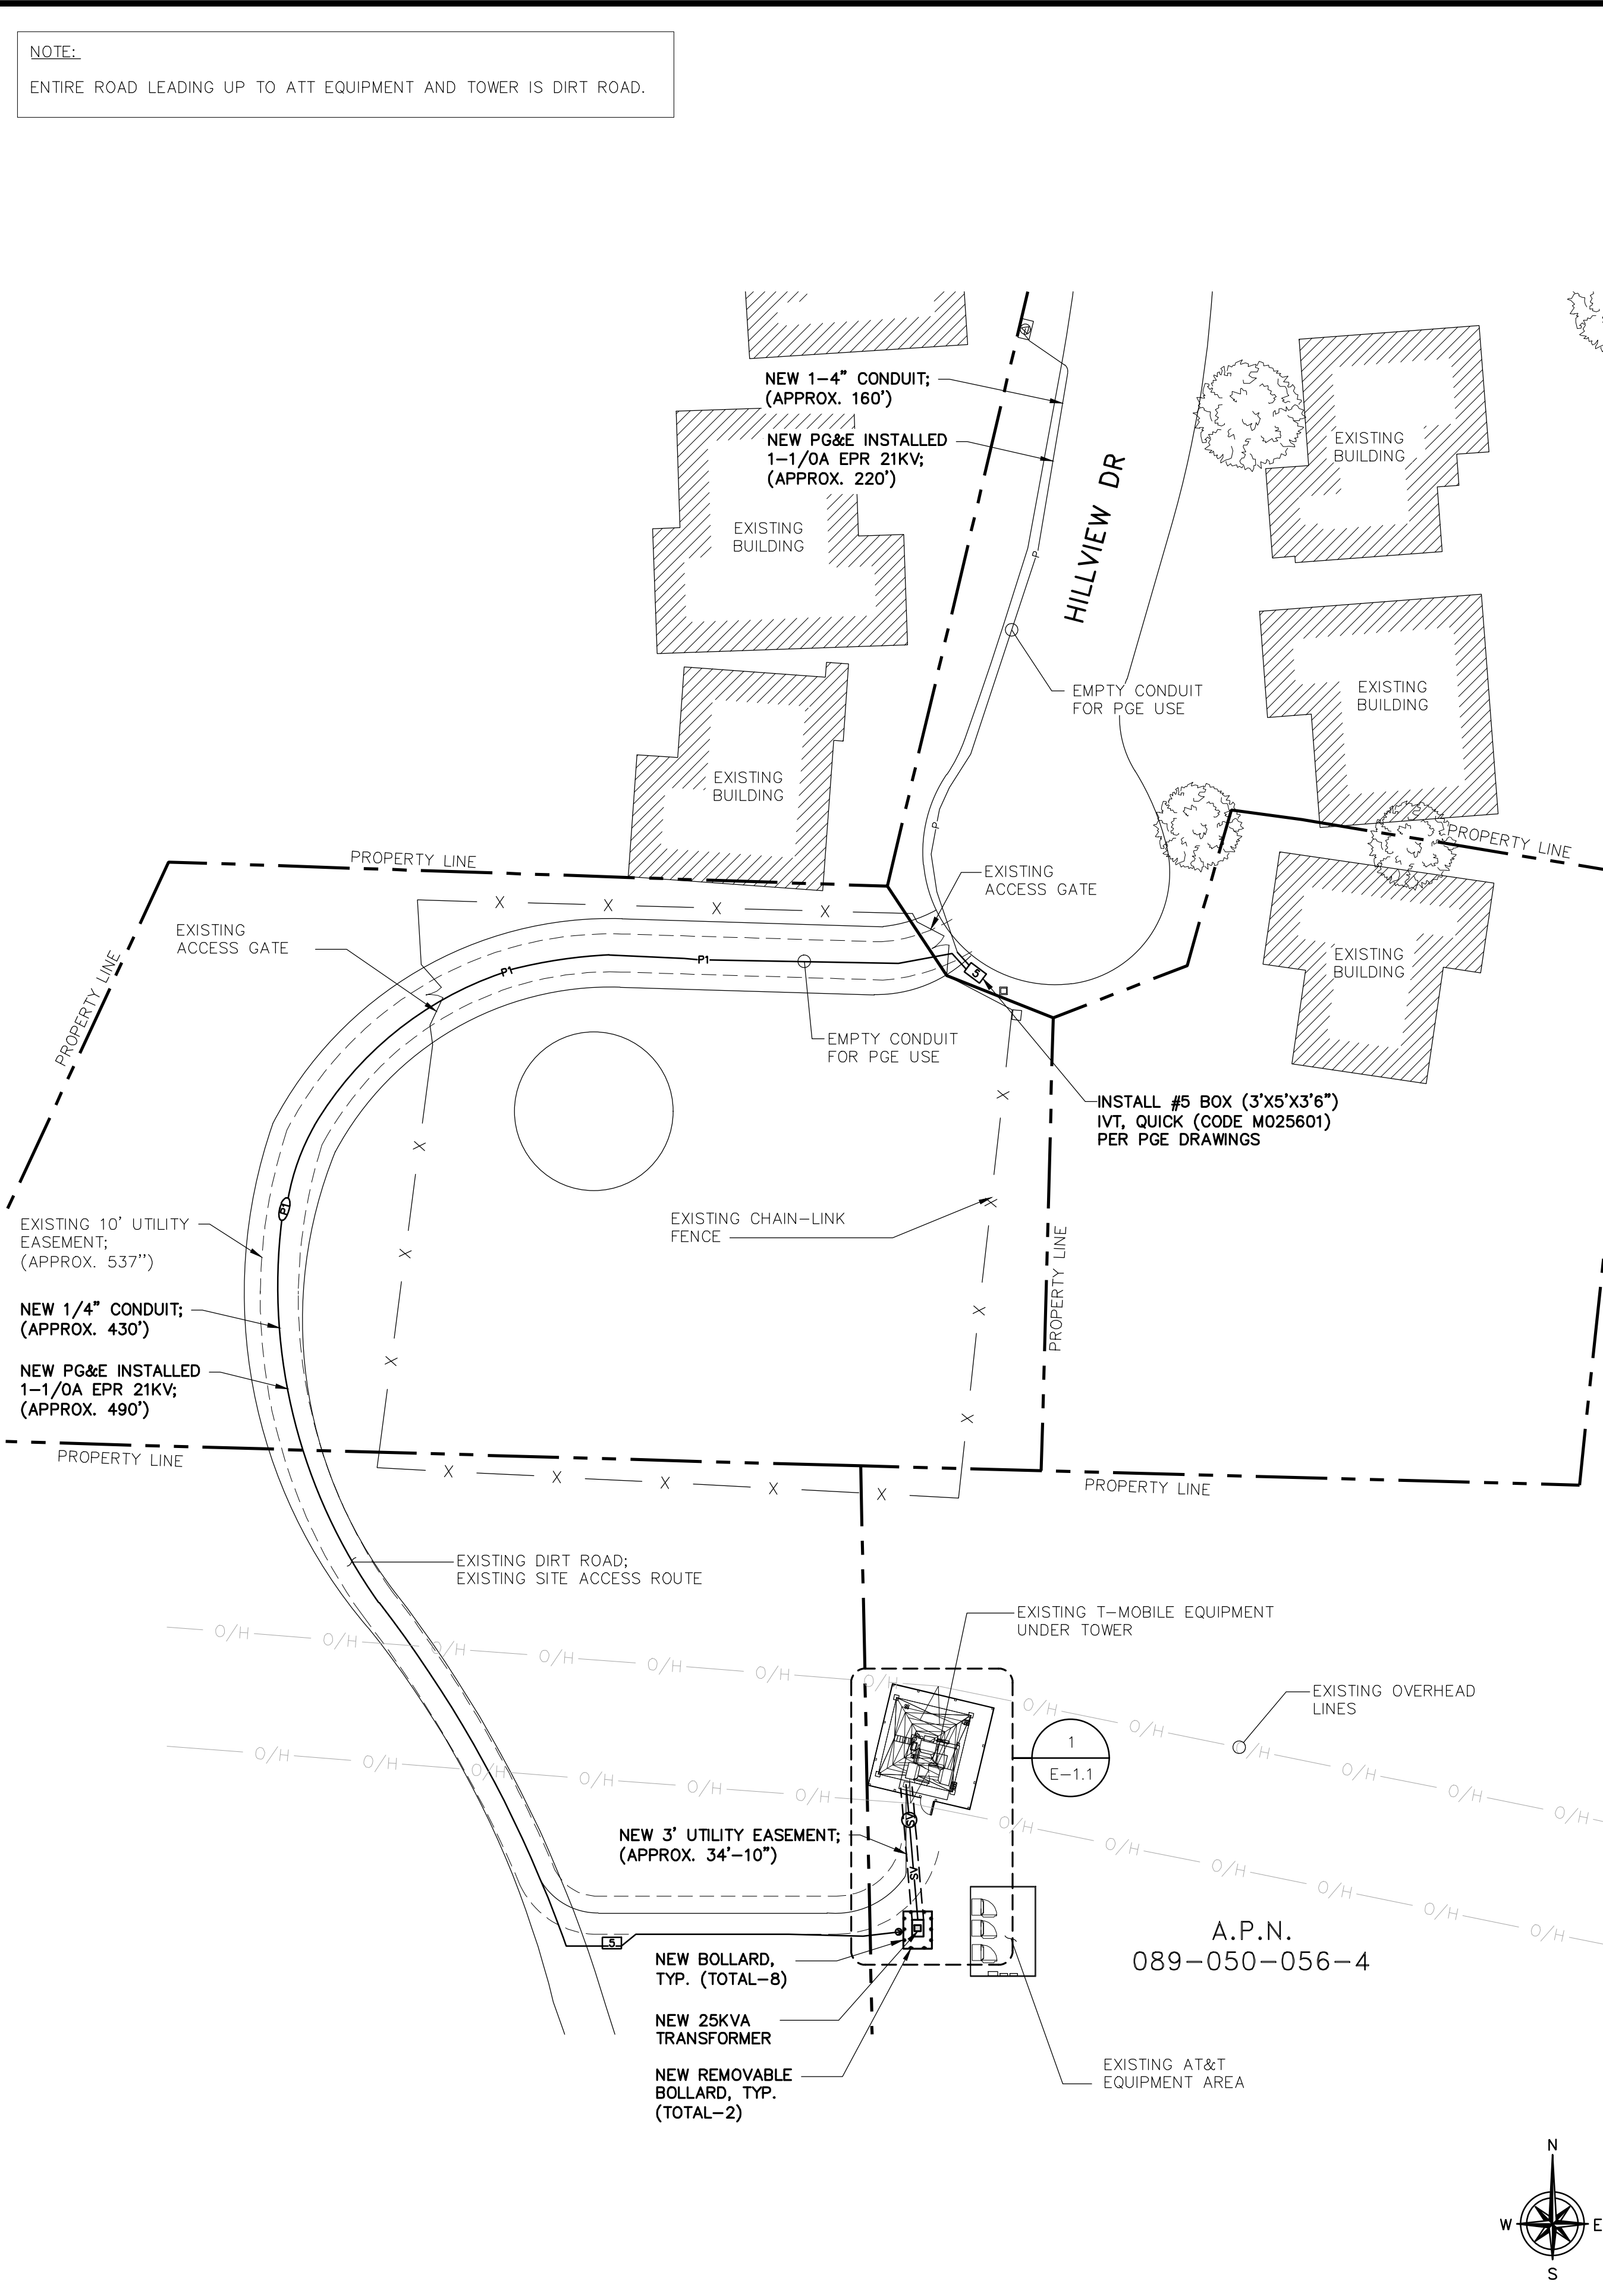 NOTE:
ENTIRE ROAD LEADING UP TO ATT EQUIPMENT AND TOWER IS DIRT ROAD.
NEW 1-4" CONDUIT;
(APPROX. 160')
NEW PG&E INSTALLED
1-1/0A EPR 21KV;
(APPROX. 220')
HILLVIEW DR
EXISTING
BUILDING
EXISTING
BUILDING
P
EMPTY CONDUIT
FOR PGE USE
EXISTING
BUILDING
EXISTING
BUILDING
P
PROPERTY LINE
PROPERTY LINE
EXISTING
ACCESS GATE
X X X X
EXISTING
ACCESS GATE
EXISTING
BUILDING
PROPERTY LINE
P1 P1
5
EMPTY CONDUIT
FOR PGE USE
INSTALL #5 BOX (3'X5'X3'6")
IVT, QUICK (CODE M025601)
PER PGE DRAWINGS
X X
P1
X X
EXISTING 10' UTILITY
EASEMENT;
(APPROX. 537'')
EXISTING CHAIN-LINK
FENCE
PROPERTY LINE
X X
NEW 1/4" CONDUIT;
(APPROX. 430')
X X
NEW PG&E INSTALLED
1-1/0A EPR 21KV;
(APPROX. 490')
PROPERTY LINE
X X X X X
PROPERTY LINE
EXISTING DIRT ROAD;
EXISTING SITE ACCESS ROUTE
EXISTING T-MOBILE EQUIPMENT
UNDER TOWER
O/H O/H O/H O/H O/H O/H O/H O/H O/H O/H O/H O/H O/H
EXISTING OVERHEAD
LINES
1
E-1.1
O/H O/H O/H O/H O/H O/H O/H O/H O/H O/H O/H O/H
NEW 3' UTILITY EASEMENT;
(APPROX. 34'-10")
SV
SV
5
NEW BOLLARD,
TYP. (TOTAL-8)
A.P.N.
089-050-056-4
NEW 25KVA
TRANSFORMER
NEW REMOVABLE
BOLLARD, TYP.
(TOTAL-2)
EXISTING AT&T
EQUIPMENT AREA
N
W E
S